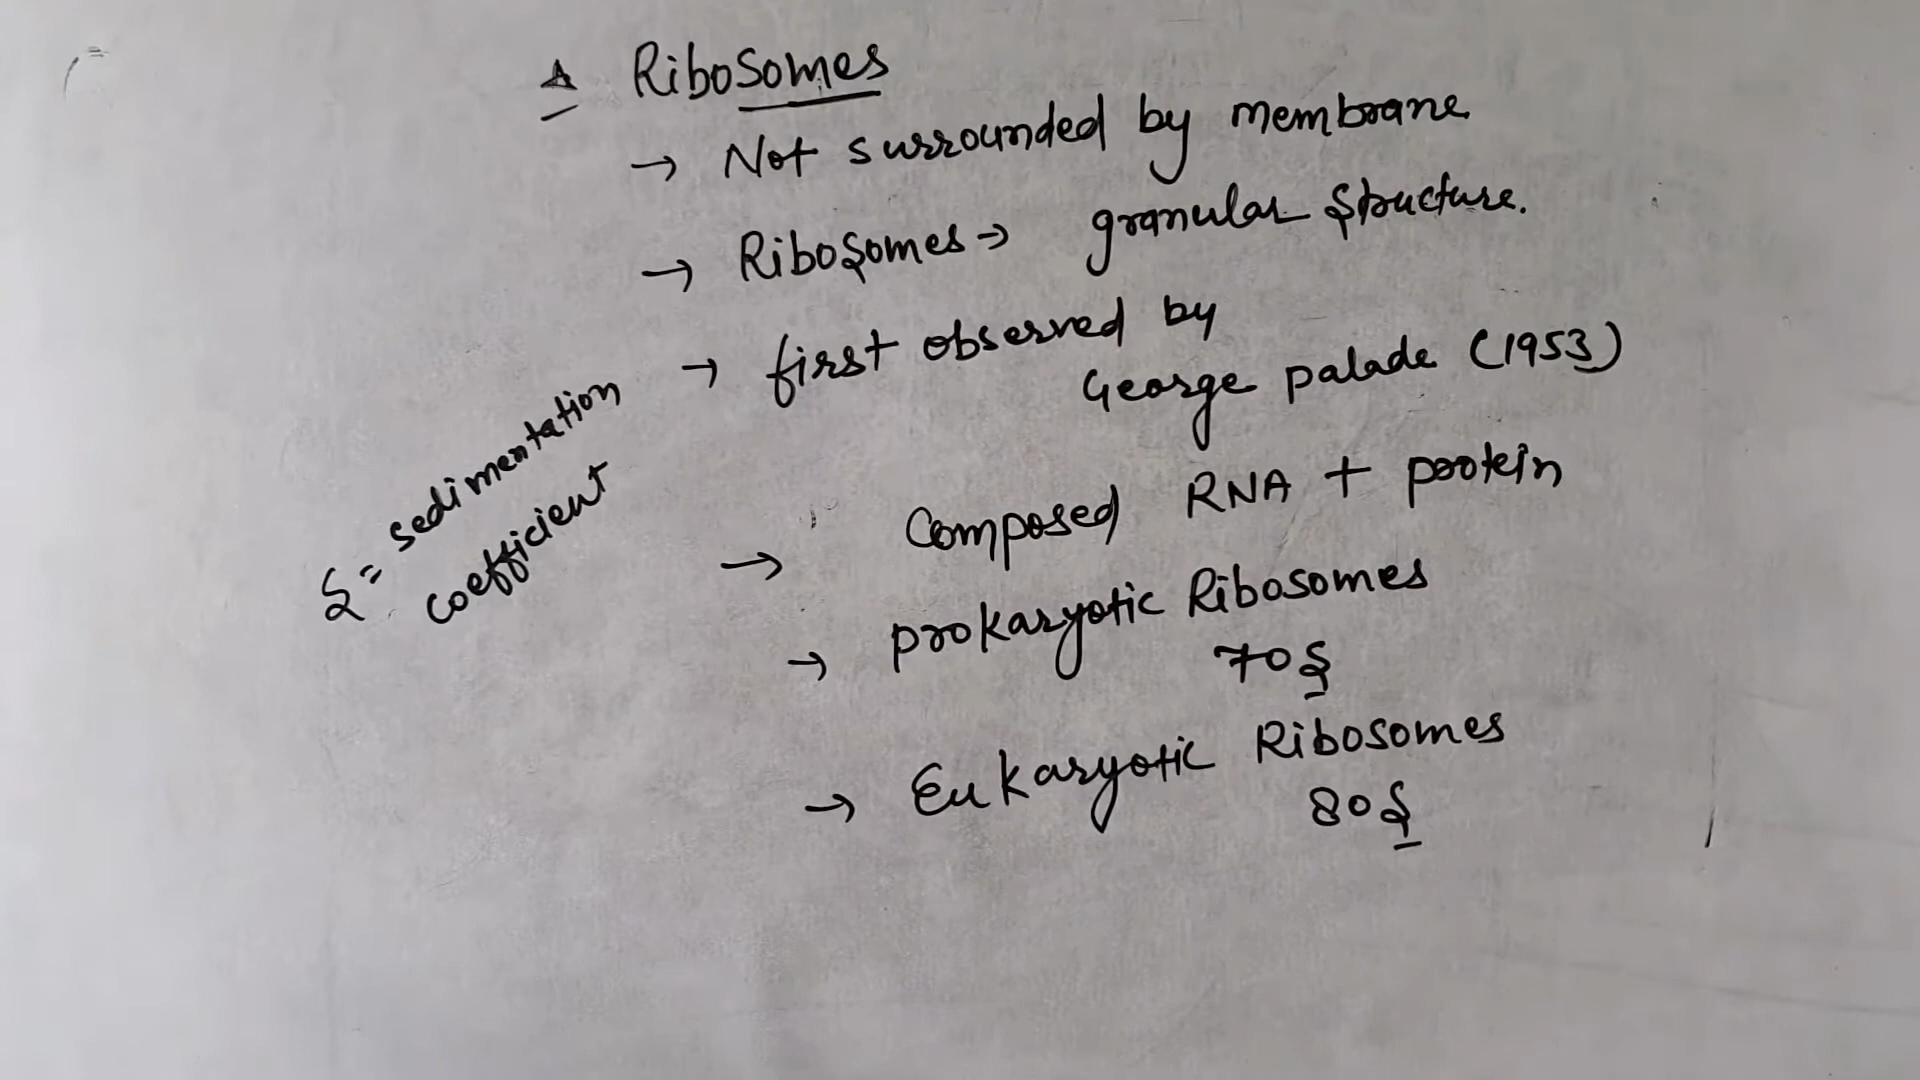 Ribosomes
→ Not surrounded by membrane
→ Ribosomes → granular structure.
→ first observed by
George palade (1953)
→ Composed RNA + protein
→ prokaryotic Ribosomes
70S
→ Eukaryotic Ribosomes
80S
S = sedimentation
coefficient